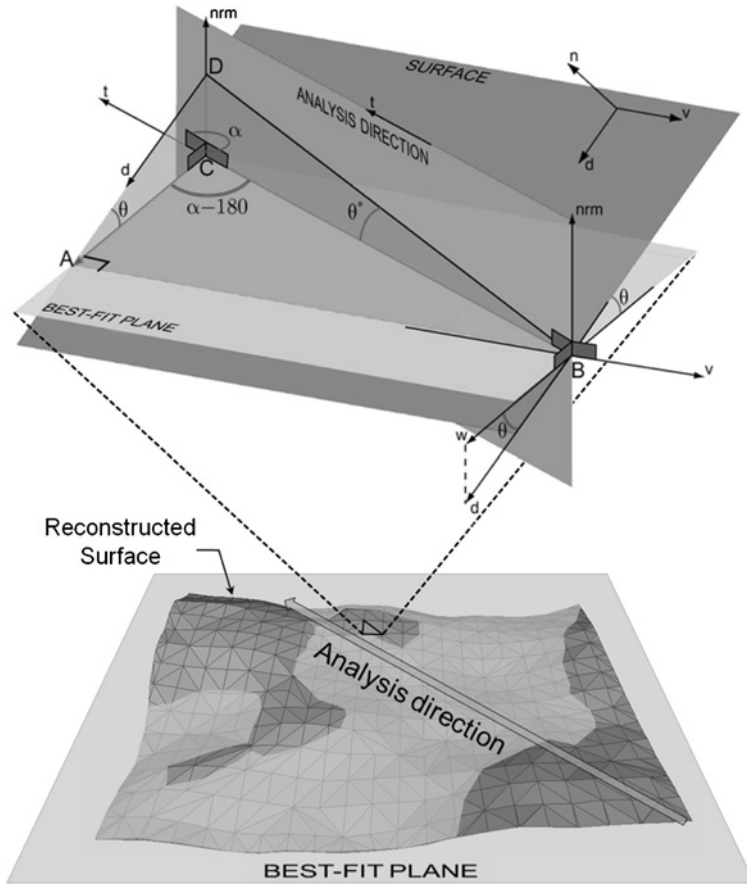 nrm
D
SURFACE
n
t
ANALYSIS DIRECTION
t
v
α
d
d
C
θ
α−180
θ*
nrm
A
θ
BEST-FIT PLANE
B
v
w
θ
d
Reconstructed
Surface
Analysis direction
BEST-FIT PLANE